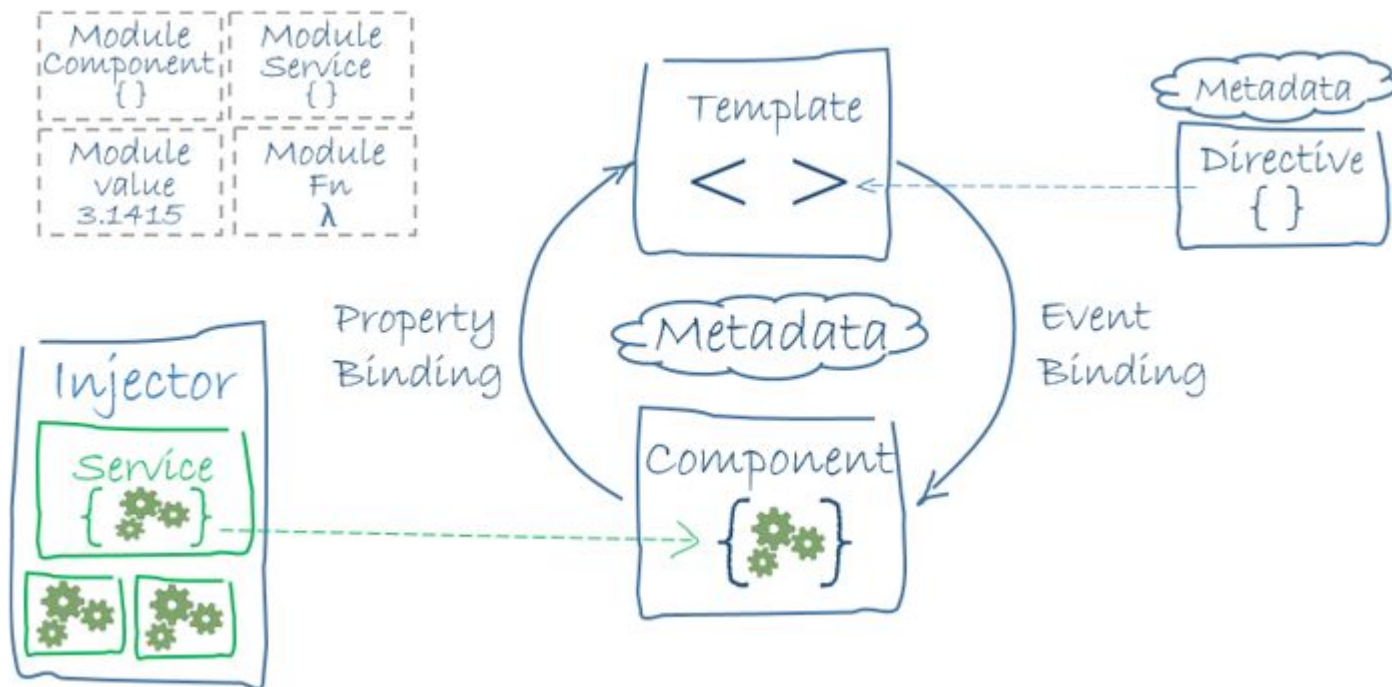 Module
Component
{ }
Module
Service
{ }
Module
value
3.1415
Module
Fn
λ
Template
< >
Metadata
Directive
{ }
Property
Binding
Metadata
Event
Binding
Injector
Service
{ }
Component
{ }